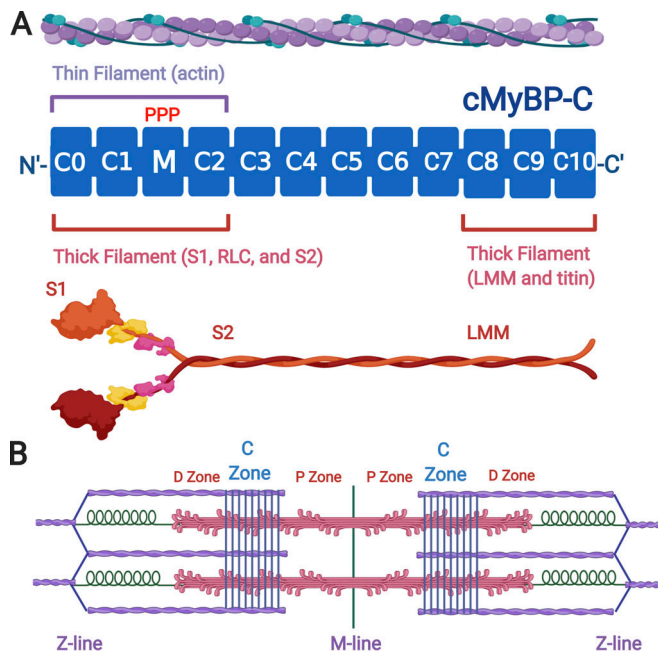 A
Thin Filament (actin)
cMyBP-C
PPP
N'- C0 C1 M C2 C3 C4 C5 C6 C7 C8 C9 C10 -C'
Thick Filament (S1, RLC, and S2)
Thick Filament
(LMM and titin)
S1
S2
LMM
B
C
Zone
C
Zone
D Zone
P Zone
P Zone
D Zone
Z-line
M-line
Z-line